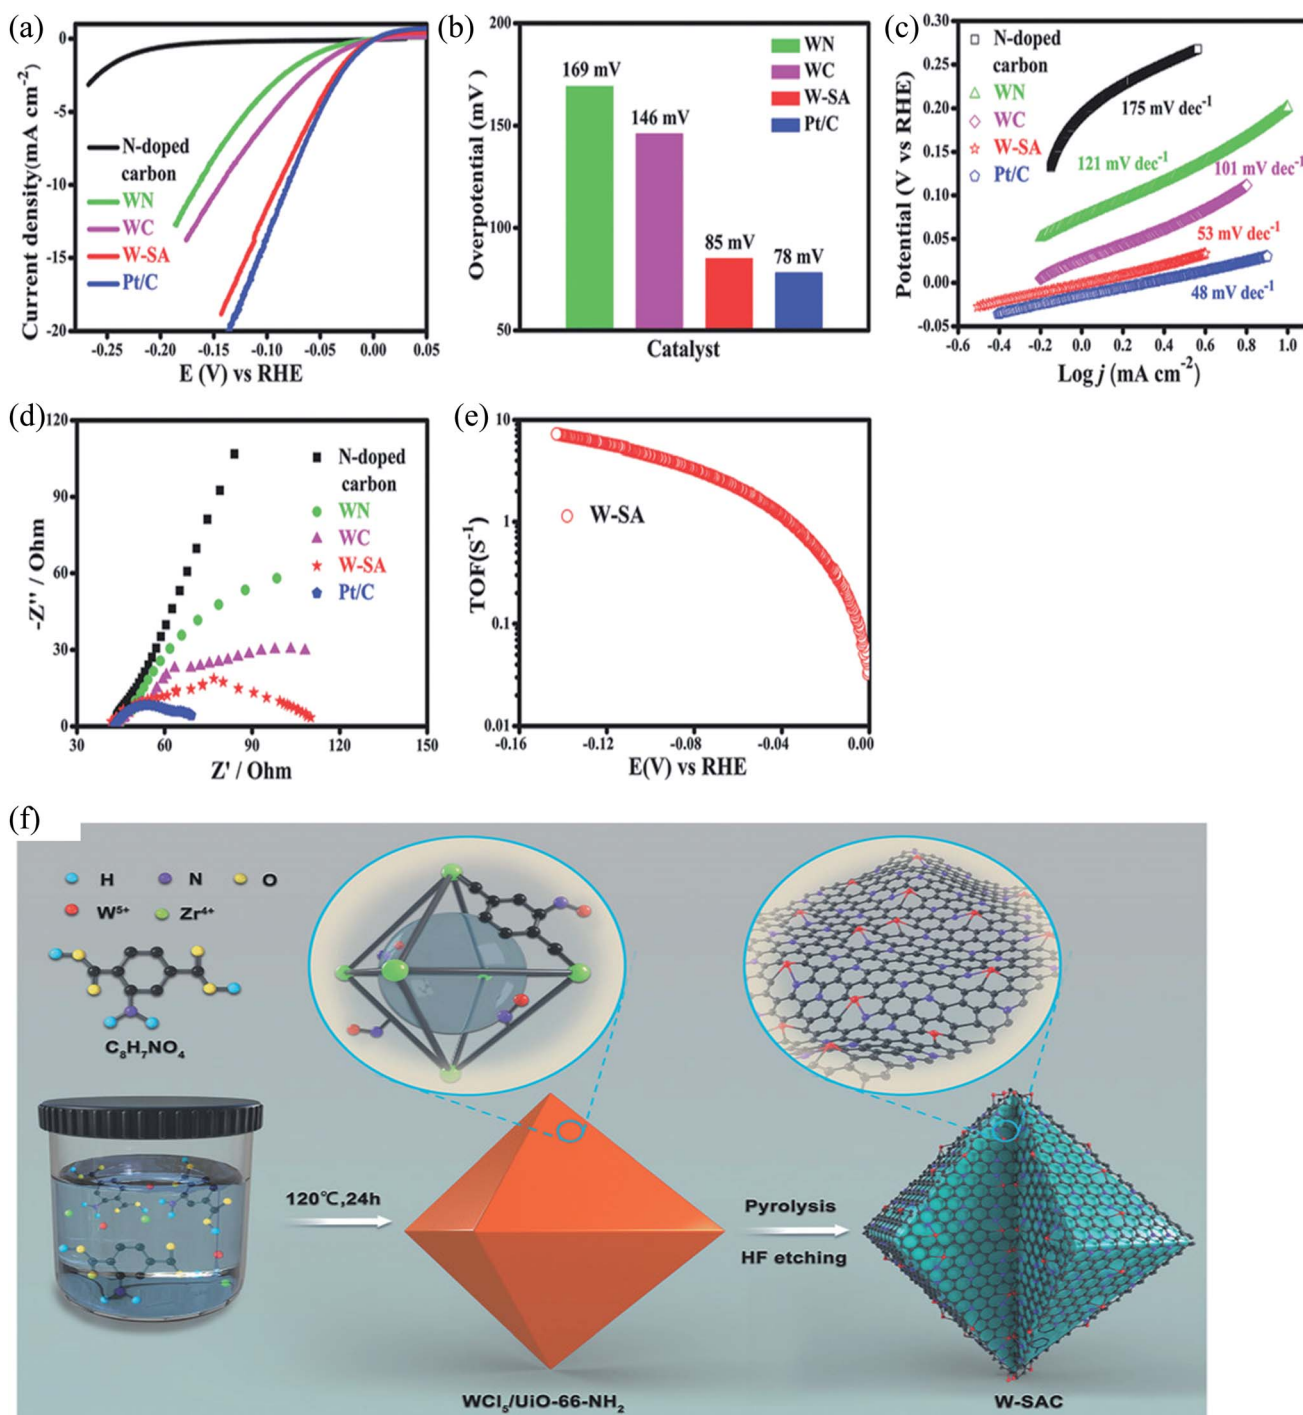 (a)
0
-5
-10
-15
-20
Current density(mA cm⁻²)
N-doped
carbon
WN
WC
W-SA
Pt/C
-0.25
-0.20
-0.15
-0.10
-0.05
0.00
0.05
E (V) vs RHE
(b)
200
150
100
50
Overpotential (mV )
169 mV
146 mV
85 mV
78 mV
WN
WC
W-SA
Pt/C
Catalyst
(c)
0.30
0.25
0.20
0.15
0.10
0.05
0.00
-0.05
Potential (V vs RHE)
N-doped
carbon
WN
WC
W-SA
Pt/C
175 mV dec⁻¹
121 mV dec⁻¹
101 mV dec⁻¹
53 mV dec⁻¹
48 mV dec⁻¹
-0.6
-0.4
-0.2
0.0
0.2
0.4
0.6
0.8
1.0
Log j (mA cm⁻²)
(d)
120
90
60
30
0
-Z'' / Ohm
N-doped
carbon
WN
WC
W-SA
Pt/C
30
60
90
120
150
Z' / Ohm
(e)
10
1
0.1
0.01
TOF(S⁻¹)
W-SA
-0.16
-0.12
-0.08
-0.04
0.00
E(V) vs RHE
(f)
H
N
O
W⁵⁺
Zr⁴⁺
C₈H₇NO₄
120℃,24h
WCl₅/UiO-66-NH₂
Pyrolysis
HF etching
W-SAC